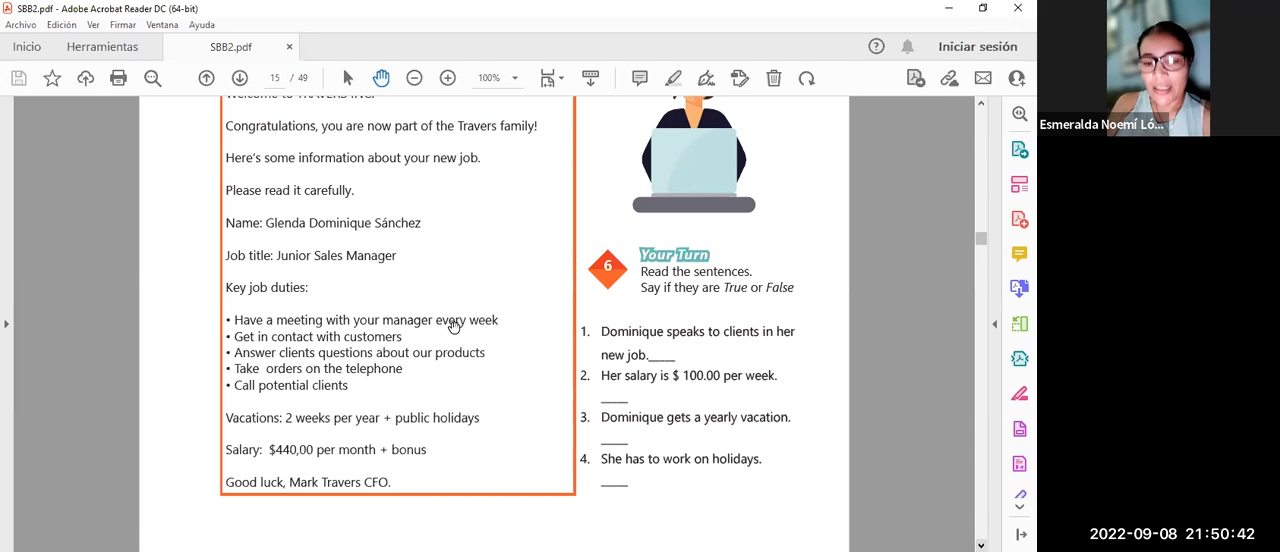 SBB2.pdf - Adobe Acrobat Reader DC (64-bit)
Archivo Edición Ver Firmar Ventana Ayuda
Inicio Herramientas SBB2.pdf × Iniciar sesión
15 / 49 100%
Welcome to TRAVERS INC.
Congratulations, you are now part of the Travers family!
Here's some information about your new job.
Please read it carefully.
Name: Glenda Dominique Sánchez
Job title: Junior Sales Manager
Key job duties:
• Have a meeting with your manager every week
• Get in contact with customers
• Answer clients questions about our products
• Take orders on the telephone
• Call potential clients
Vacations: 2 weeks per year + public holidays
Salary: $440,00 per month + bonus
Good luck, Mark Travers CFO.
6
Your Turn
Read the sentences.
Say if they are True or False
1. Dominique speaks to clients in her
new job.____
2. Her salary is $ 100.00 per week.
____
3. Dominique gets a yearly vacation.
____
4. She has to work on holidays.
____
Esmeralda Noemí Ló...
2022-09-08 21:50:42